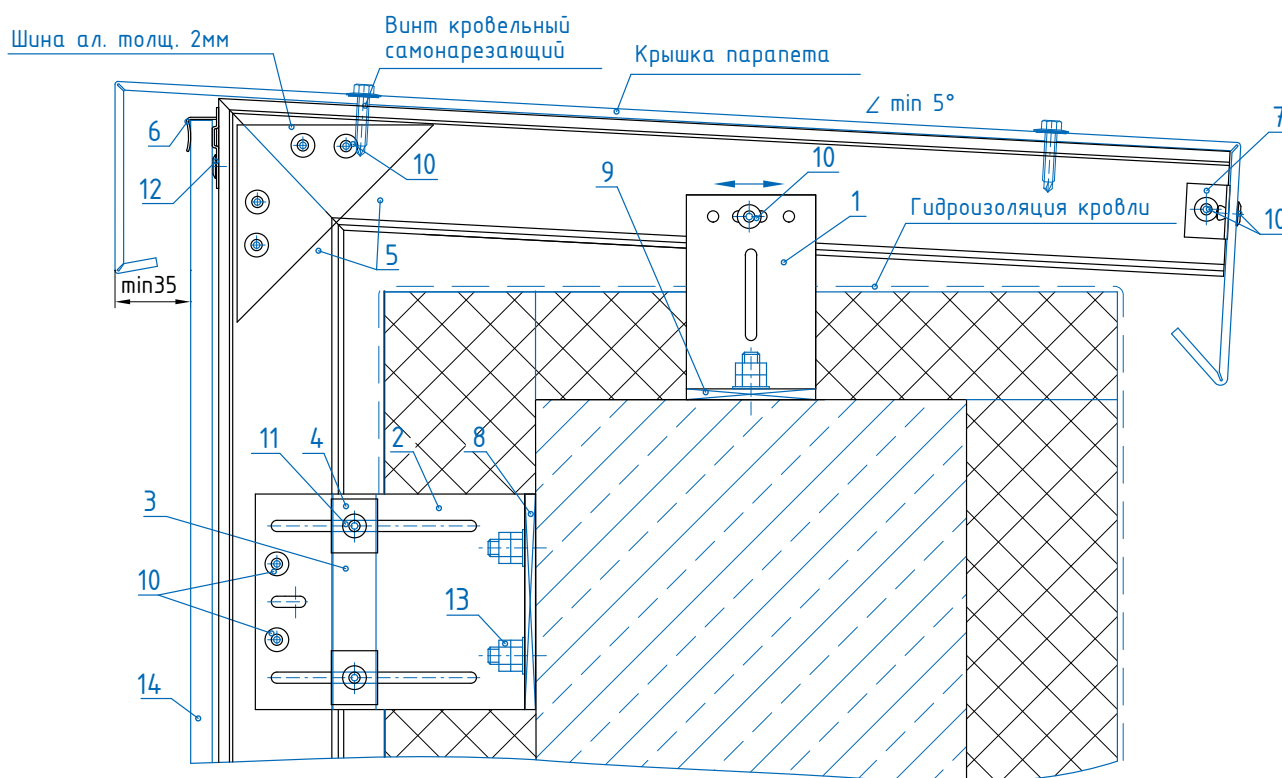 Винт кровельный
самонарезающий
Шина ал. толщ. 2мм
Крышка парапета
∠ min 5°
7
6
10
10
9
12
1
10
Гидроизоляция кровли
5
min35
11
4
2
8
3
10
13
14